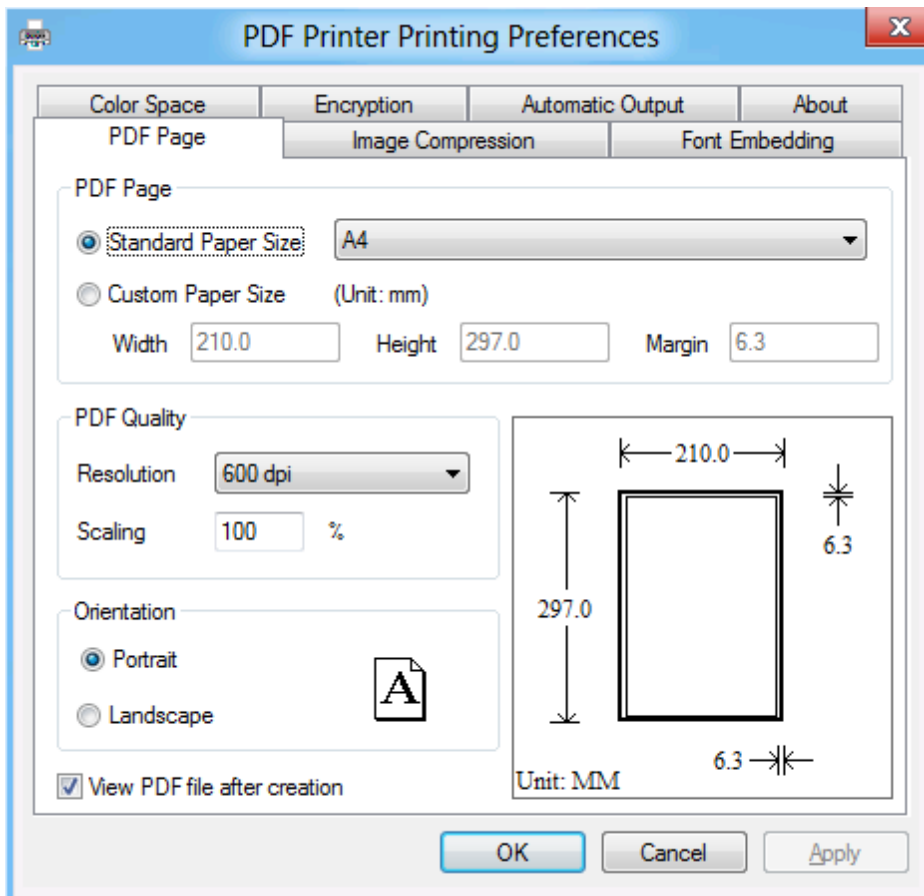 PDF Printer Printing Preferences
x
Color Space Encryption Automatic Output About
PDF Page Image Compression Font Embedding
PDF Page
Standard Paper Size A4
Custom Paper Size (Unit: mm)
Width 210.0 Height 297.0 Margin 6.3
PDF Quality
Resolution 600 dpi
Scaling 100 %
Orientation
Portrait
A
Landscape
View PDF file after creation
210.0
6.3
297.0
6.3
Unit: MM
OK Cancel Apply